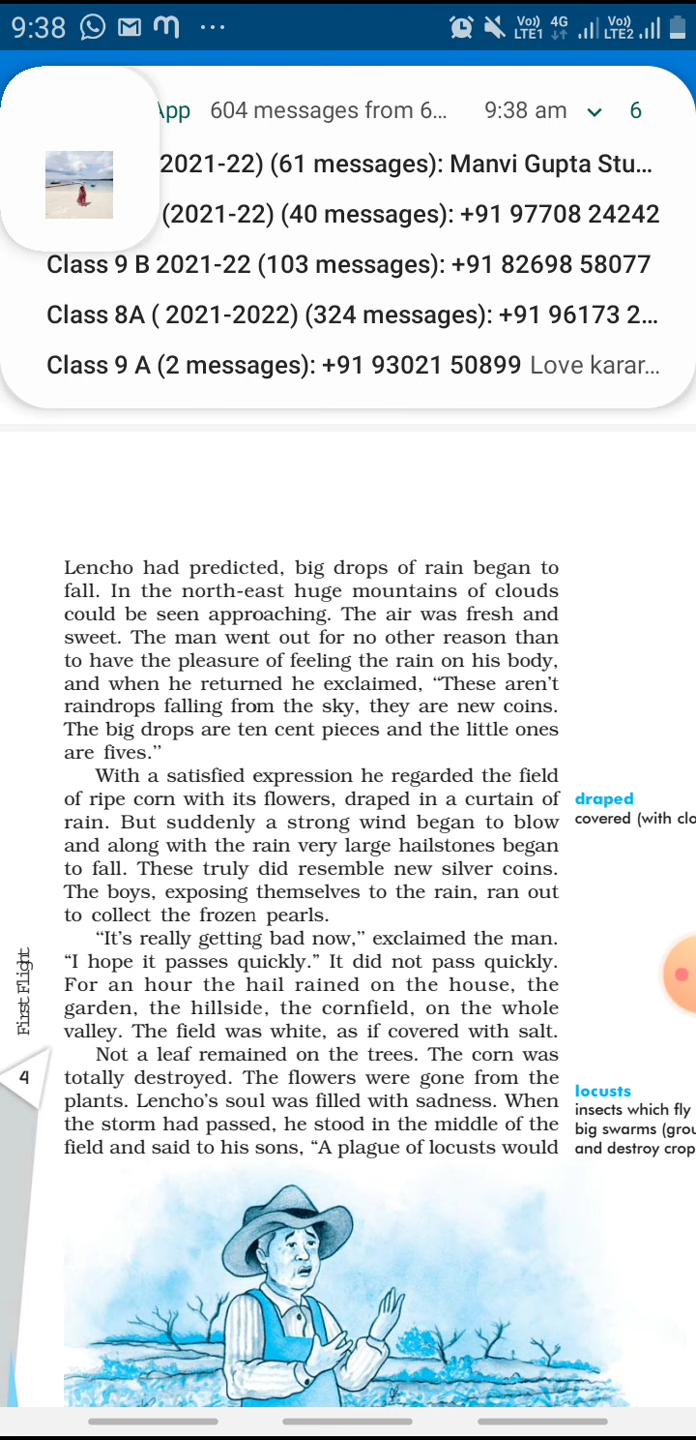 9:38 ... Vo)) 4G Vo))
LTE1 LTE2
App 604 messages from 6... 9:38 am 6
2021-22) (61 messages): Manvi Gupta Stu...
(2021-22) (40 messages): +91 97708 24242
Class 9 B 2021-22 (103 messages): +91 82698 58077
Class 8A ( 2021-2022) (324 messages): +91 96173 2...
Class 9 A (2 messages): +91 93021 50899 Love karar...
Lencho had predicted, big drops of rain began to
fall. In the north-east huge mountains of clouds
could be seen approaching. The air was fresh and
sweet. The man went out for no other reason than
to have the pleasure of feeling the rain on his body,
and when he returned he exclaimed, “These aren’t
raindrops falling from the sky, they are new coins.
The big drops are ten cent pieces and the little ones
are fives.”
With a satisfied expression he regarded the field
of ripe corn with its flowers, draped in a curtain of
rain. But suddenly a strong wind began to blow
and along with the rain very large hailstones began
to fall. These truly did resemble new silver coins.
The boys, exposing themselves to the rain, ran out
to collect the frozen pearls.
“It’s really getting bad now,” exclaimed the man.
“I hope it passes quickly.” It did not pass quickly.
For an hour the hail rained on the house, the
garden, the hillside, the cornfield, on the whole
valley. The field was white, as if covered with salt.
Not a leaf remained on the trees. The corn was
totally destroyed. The flowers were gone from the
plants. Lencho’s soul was filled with sadness. When
the storm had passed, he stood in the middle of the
field and said to his sons, “A plague of locusts would
draped
covered (with clo
locusts
insects which fly
big swarms (grou
and destroy crop
First Flight
4